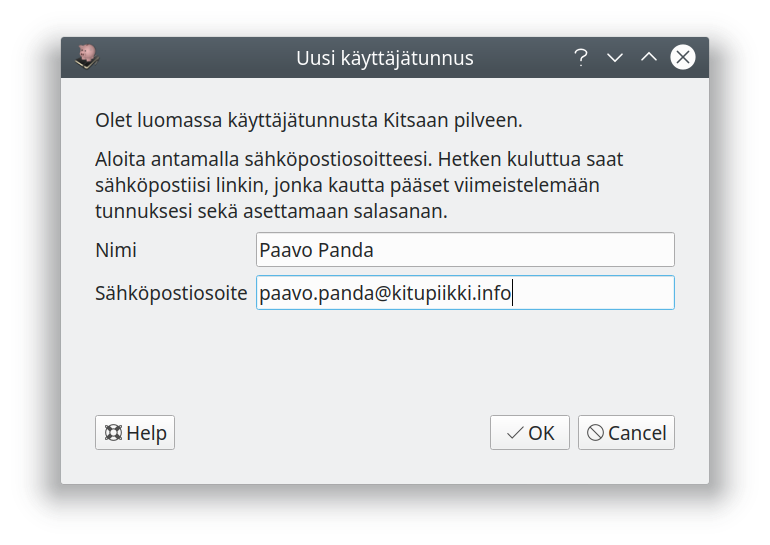 Uusi käyttäjätunnus
Olet luomassa käyttäjätunnusta Kitsaan pilveen.
Aloita antamalla sähköpostiosoitteesi. Hetken kuluttua saat
sähköpostiisi linkin, jonka kautta pääset viimeistelemään
tunnuksesi sekä asettamaan salasanan.
Nimi Paavo Panda
Sähköpostiosoite paavo.panda@kitupiikki.info
Help OK Cancel